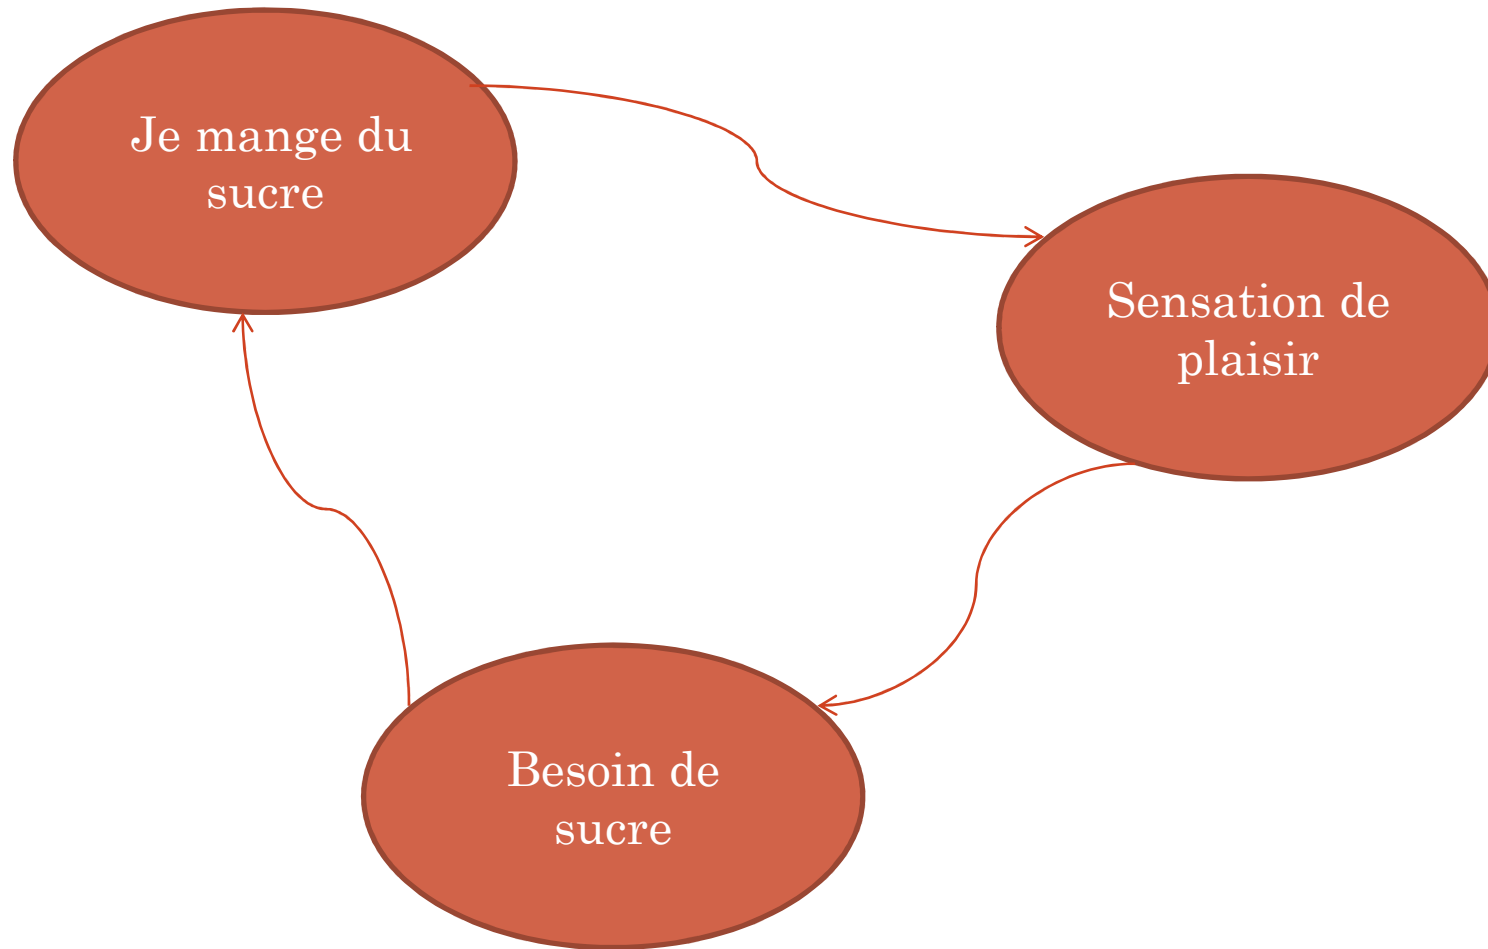 Je mange du
sucre
Sensation de
plaisir
Besoin de
sucre